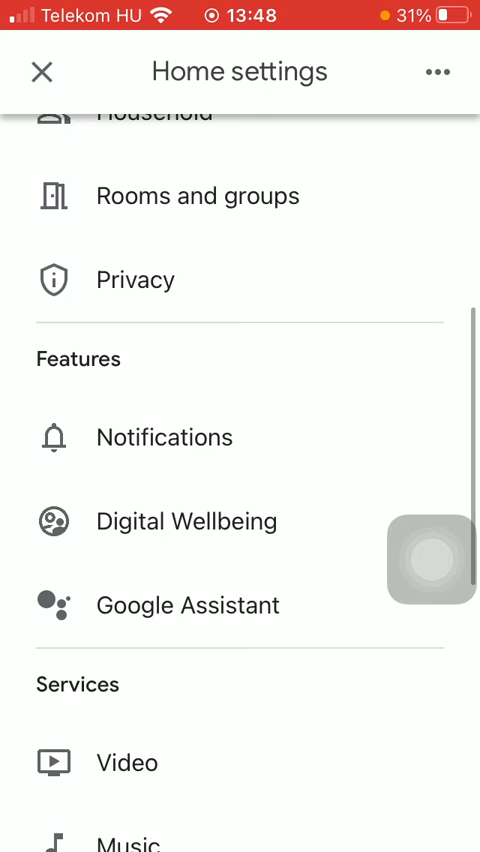 Telekom HU 13:48 31%
Home settings
Household
Rooms and groups
Privacy
Features
Notifications
Digital Wellbeing
Google Assistant
Services
Video
Music